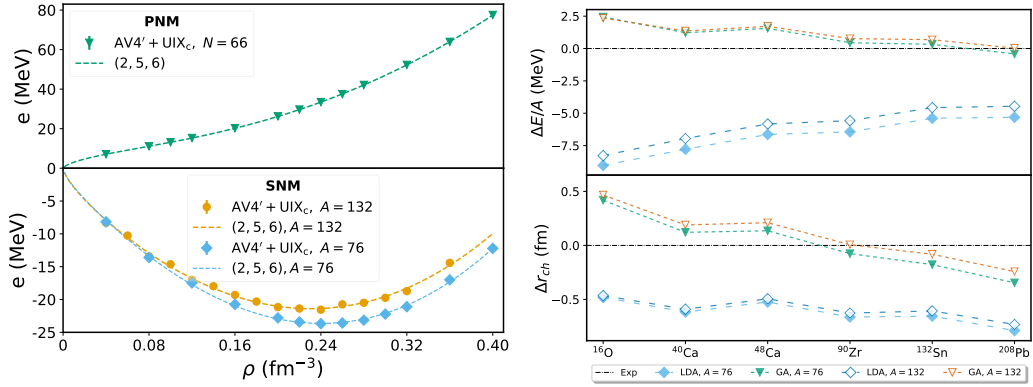 PNM
AV4′ + UIXc, N = 66
(2, 5, 6)
e (MeV)
80
60
40
20
0
SNM
AV4′ + UIXc, A = 132
(2, 5, 6), A = 132
AV4′ + UIXc, A = 76
(2, 5, 6), A = 76
e (MeV)
−5
−10
−15
−20
−25
0 0.08 0.16 0.24 0.32 0.40
ρ (fm−3)
ΔE/A (MeV)
2.5
0.0
−2.5
−5.0
−7.5
Δrch (fm)
0.5
0.0
−0.5
16O 40Ca 48Ca 90Zr 132Sn 208Pb
Exp LDA, A = 76 GA, A = 76 LDA, A = 132 GA, A = 132